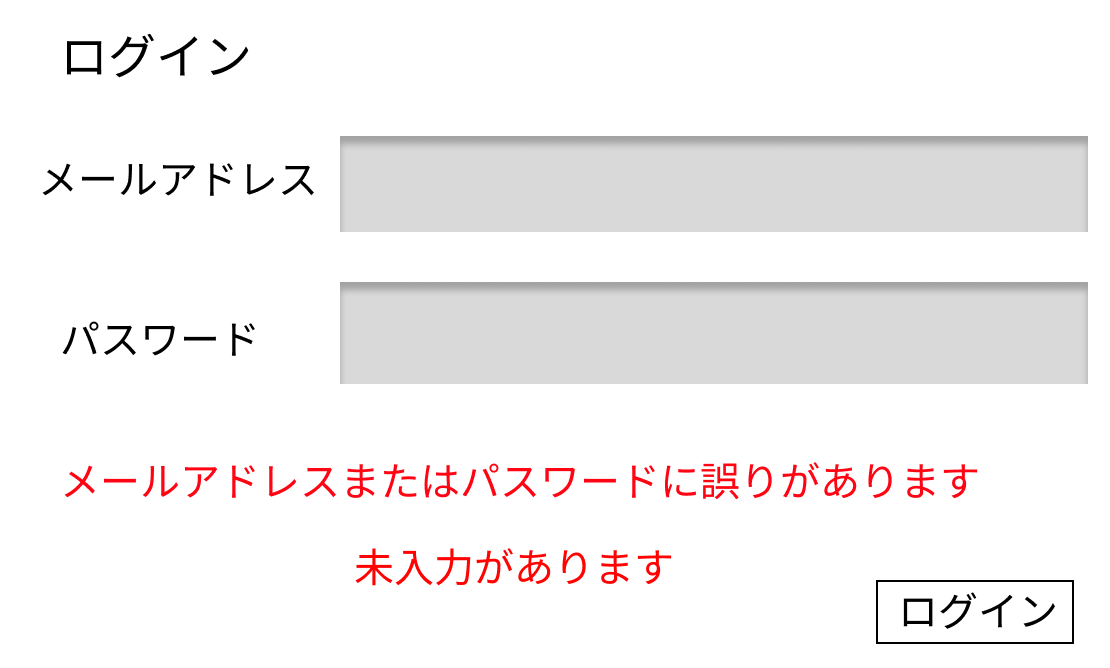 ログイン
メールアドレス
パスワード
メールアドレスまたはパスワードに誤りがあります
未入力があります
ログイン